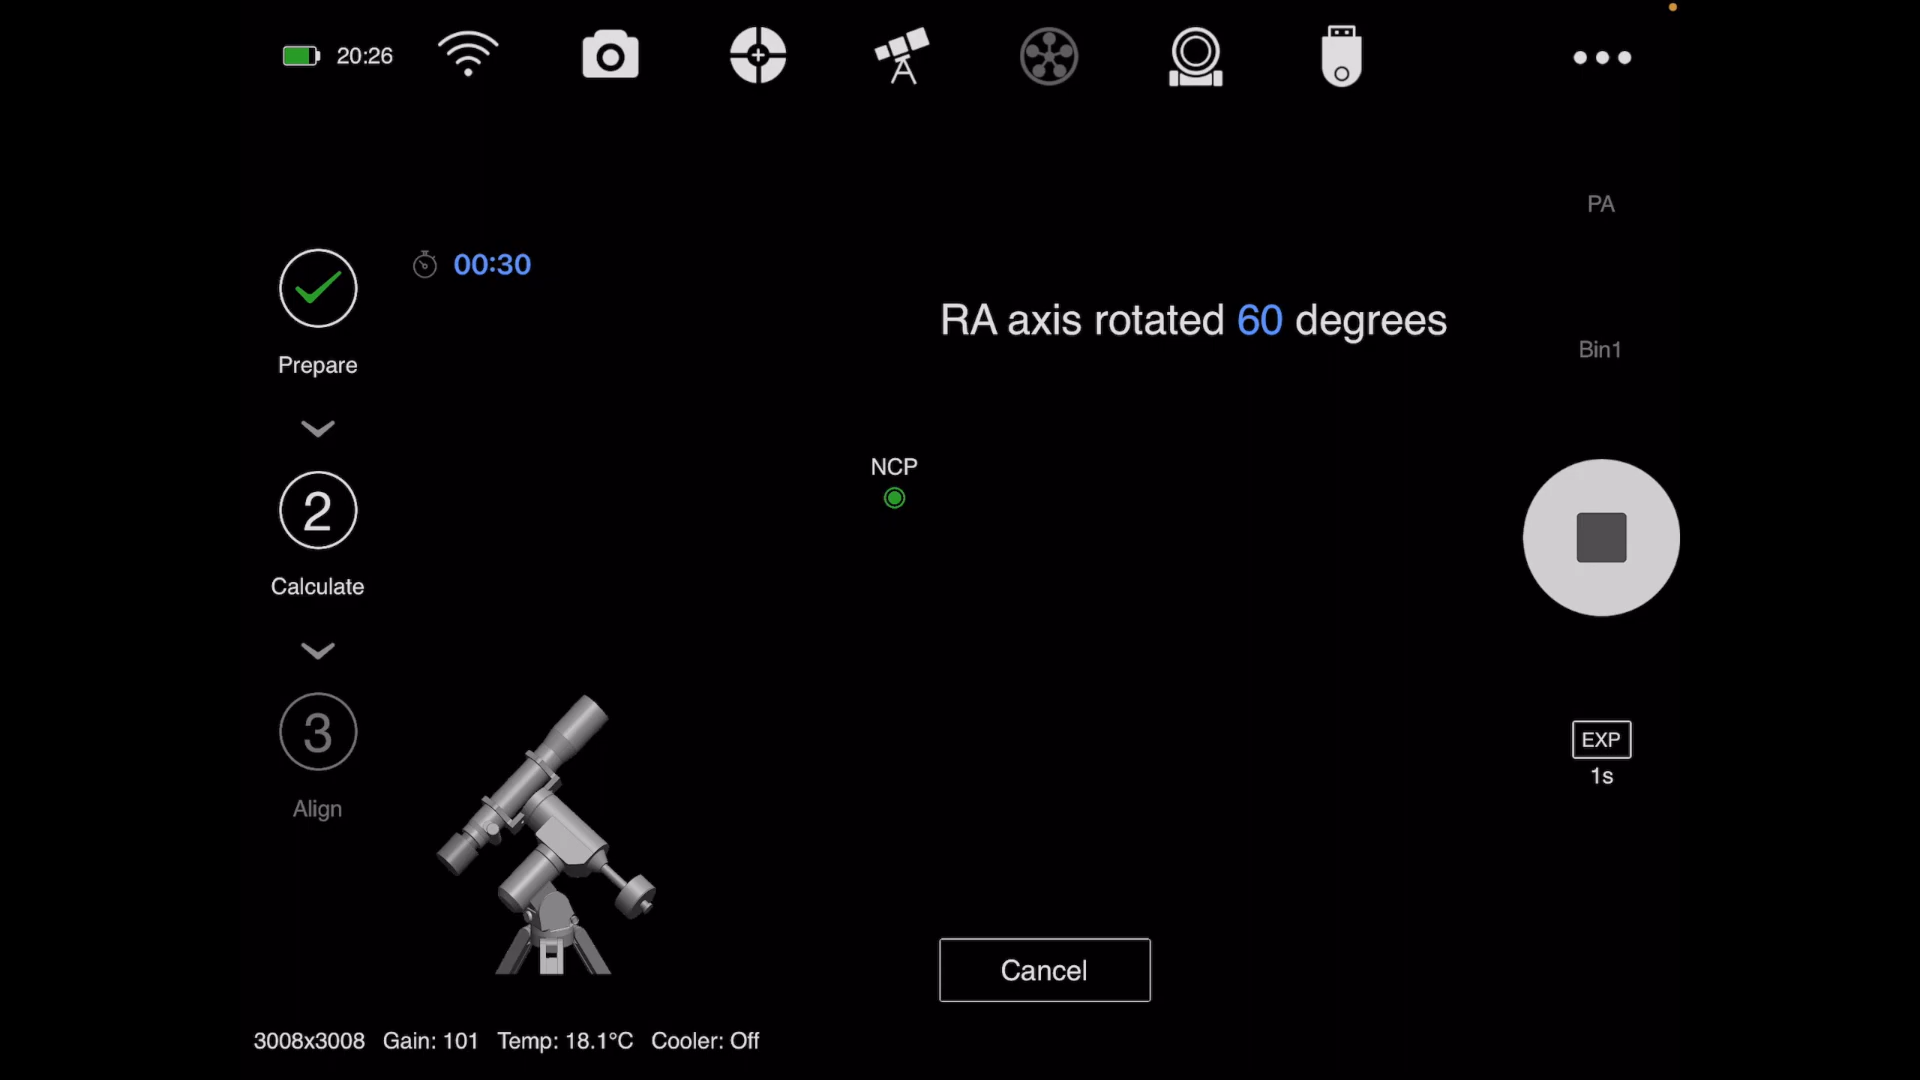 20:26
PA
00:30
RA axis rotated 60 degrees
Bin1
Prepare
NCP
2
Calculate
3
EXP
1s
Align
Cancel
3008x3008 Gain: 101 Temp: 18.1°C Cooler: Off